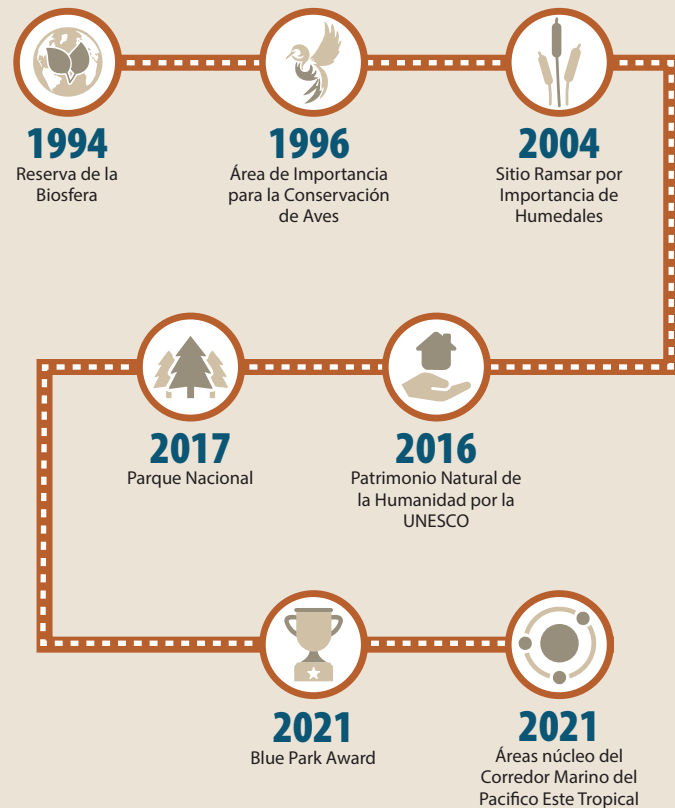 1994
Reserva de la
Biosfera
1996
Área de Importancia
para la Conservación
de Aves
2004
Sitio Ramsar por
Importancia de
Humedales
2017
Parque Nacional
2016
Patrimonio Natural de
la Humanidad por la
UNESCO
2021
Blue Park Award
2021
Áreas núcleo del
Corredor Marino del
Pacifico Este Tropical